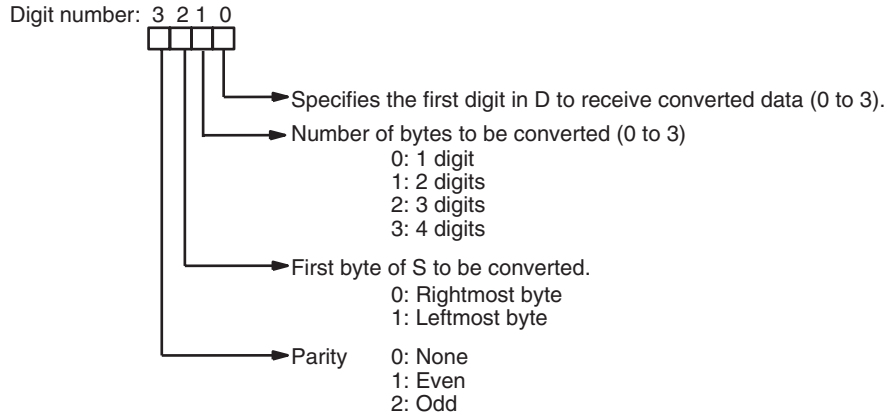 Digit number: 3 2 1 0
Specifies the first digit in D to receive converted data (0 to 3).
Number of bytes to be converted (0 to 3)
0: 1 digit
1: 2 digits
2: 3 digits
3: 4 digits
First byte of S to be converted.
0: Rightmost byte
1: Leftmost byte
Parity 0: None
1: Even
2: Odd